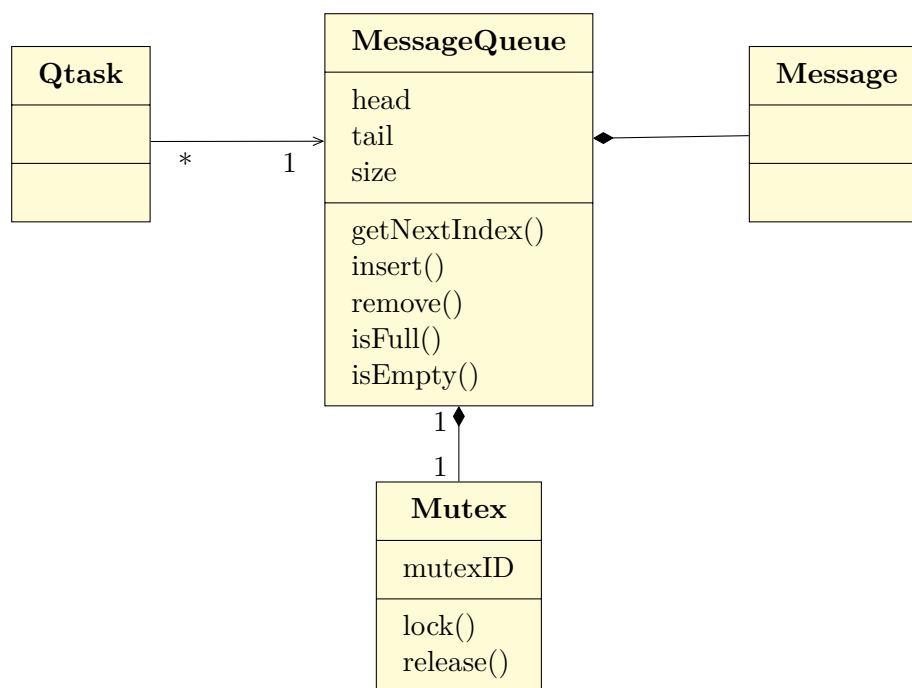 Qtask
* 1
MessageQueue
head
tail
size
getNextIndex()
insert()
remove()
isFull()
isEmpty()
Message
1
1
Mutex
mutexID
lock()
release()